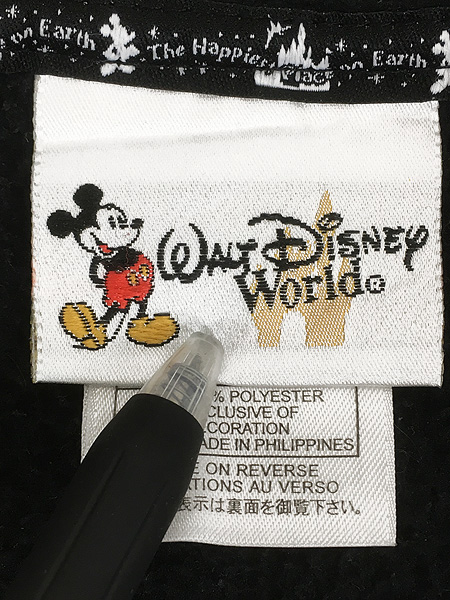 on Earth The Happiest Place on Earth
Walt Disney
World®
% POLYESTER
CLUSIVE OF
CORATION
ADE IN PHILIPPINES
E ON REVERSE
TIONS AU VERSO
表示は裏面を御覧下さい。